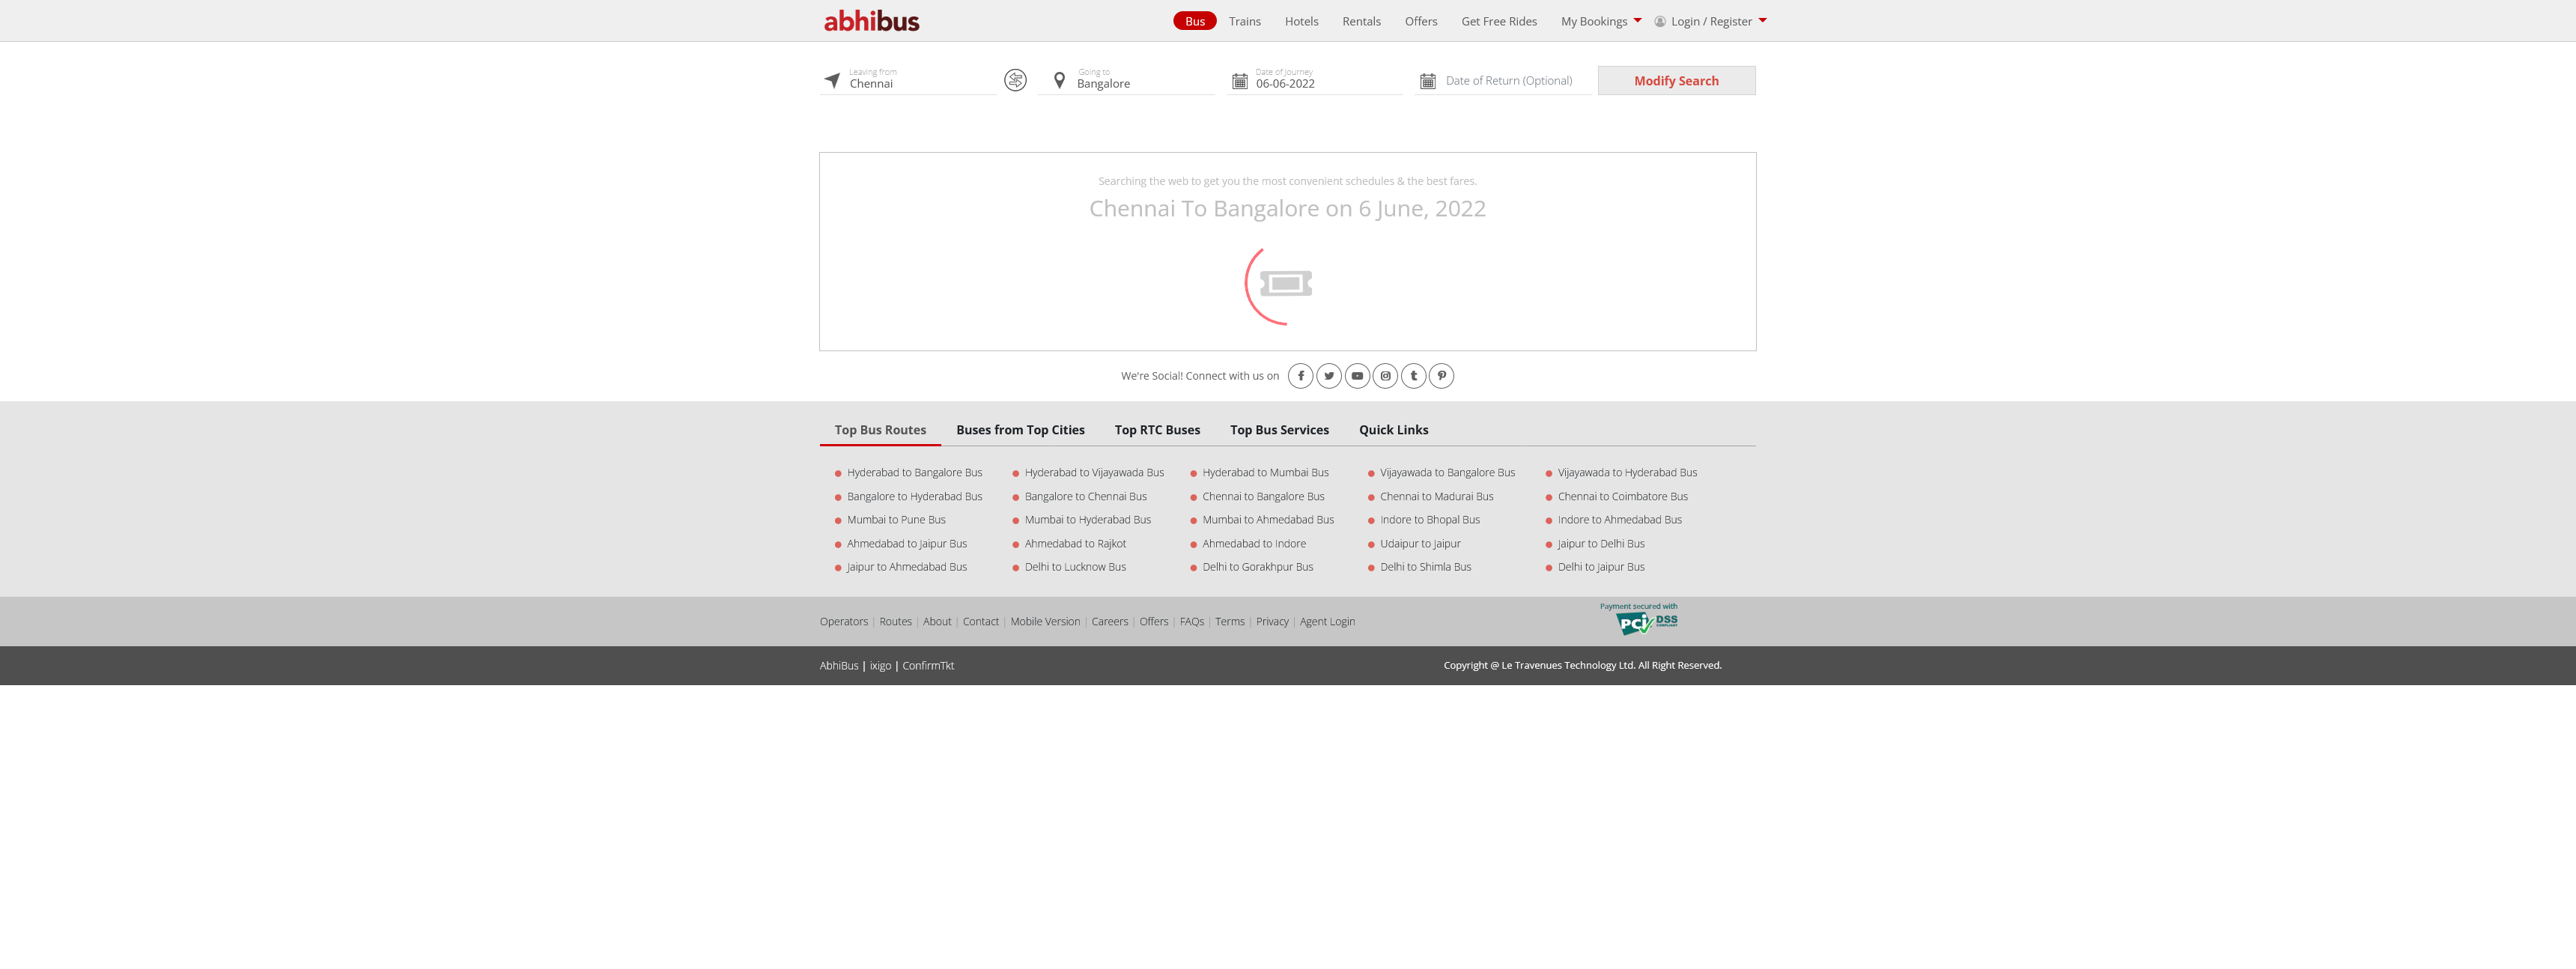 abhibus
Bus Trains Hotels Rentals Offers Get Free Rides My Bookings Login / Register
Leaving from Going to Date of Journey
Chennai Bangalore 06-06-2022 Date of Return (Optional) Modify Search
Searching the web to get you the most convenient schedules & the best fares.
Chennai To Bangalore on 6 June, 2022
We're Social! Connect with us on
Top Bus Routes Buses from Top Cities Top RTC Buses Top Bus Services Quick Links
Hyderabad to Bangalore Bus Hyderabad to Vijayawada Bus Hyderabad to Mumbai Bus Vijayawada to Bangalore Bus Vijayawada to Hyderabad Bus
Bangalore to Hyderabad Bus Bangalore to Chennai Bus Chennai to Bangalore Bus Chennai to Madurai Bus Chennai to Coimbatore Bus
Mumbai to Pune Bus Mumbai to Hyderabad Bus Mumbai to Ahmedabad Bus Indore to Bhopal Bus Indore to Ahmedabad Bus
Ahmedabad to Jaipur Bus Ahmedabad to Rajkot Ahmedabad to Indore Udaipur to Jaipur Jaipur to Delhi Bus
Jaipur to Ahmedabad Bus Delhi to Lucknow Bus Delhi to Gorakhpur Bus Delhi to Shimla Bus Delhi to Jaipur Bus
Payment secured with
PCI DSS COMPLIANT
Operators | Routes | About | Contact | Mobile Version | Careers | Offers | FAQs | Terms | Privacy | Agent Login
AbhiBus | ixigo | ConfirmTkt Copyright @ Le Travenues Technology Ltd. All Right Reserved.